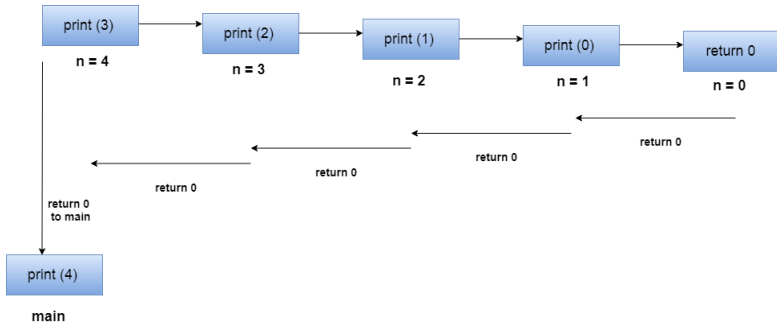 print (3)
print (2)
print (1)
print (0)
return 0
n = 4
n = 3
n = 2
n = 1
n = 0
return 0
return 0
return 0
return 0
return 0
to main
print (4)
main